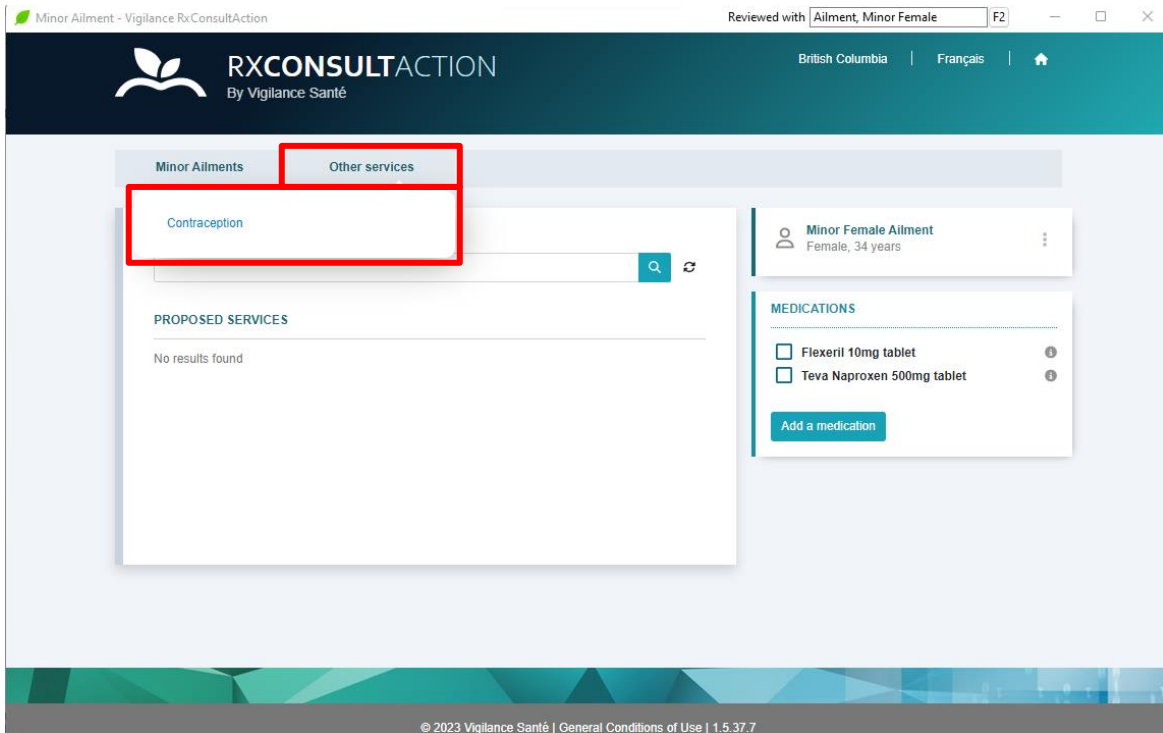 Minor Ailment - Vigilance RxConsultAction
Reviewed with Ailment, Minor Female F2
RXCONSULTACTION
By Vigilance Santé
British Columbia | Français |
Minor Ailments Other services
Contraception
PROPOSED SERVICES
No results found
Minor Female Ailment
Female, 34 years
MEDICATIONS
Flexeril 10mg tablet
Teva Naproxen 500mg tablet
Add a medication
© 2023 Vigilance Santé | General Conditions of Use | 1.5.37.7